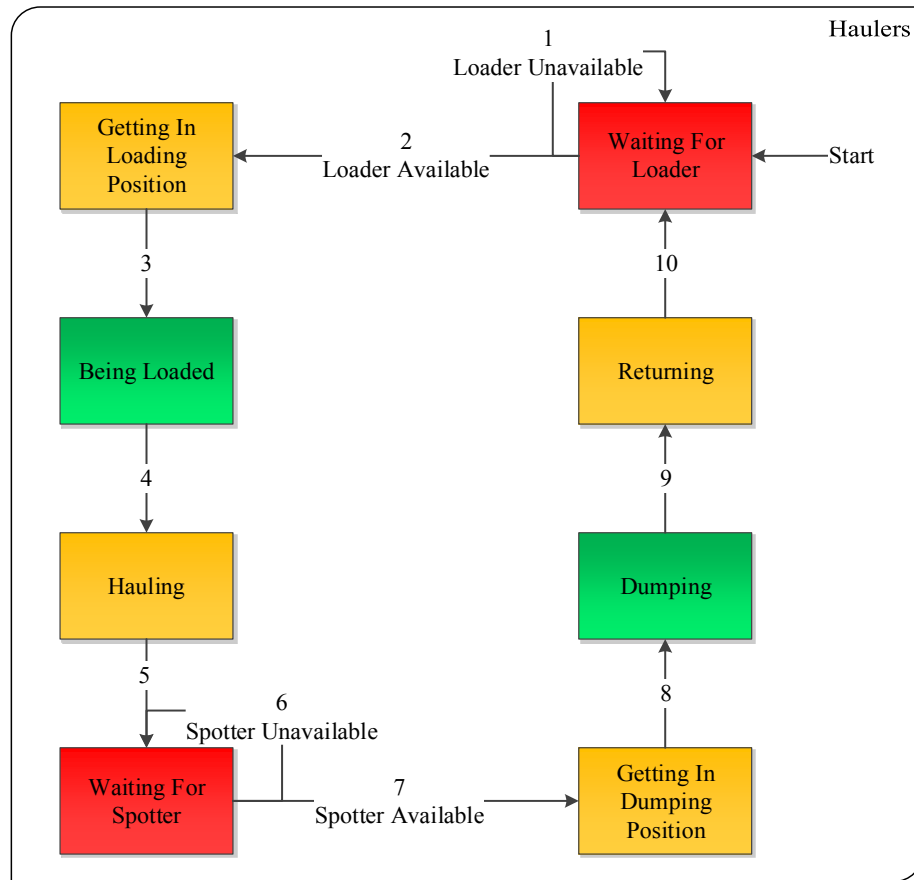 Haulers
1
Loader Unavailable
Getting In
Loading
Position
2
Loader Available
Waiting For
Loader
Start
3
10
Being Loaded
Returning
4
9
Hauling
Dumping
5
8
6
Spotter Unavailable
Waiting For
Spotter
7
Spotter Available
Getting In
Dumping
Position